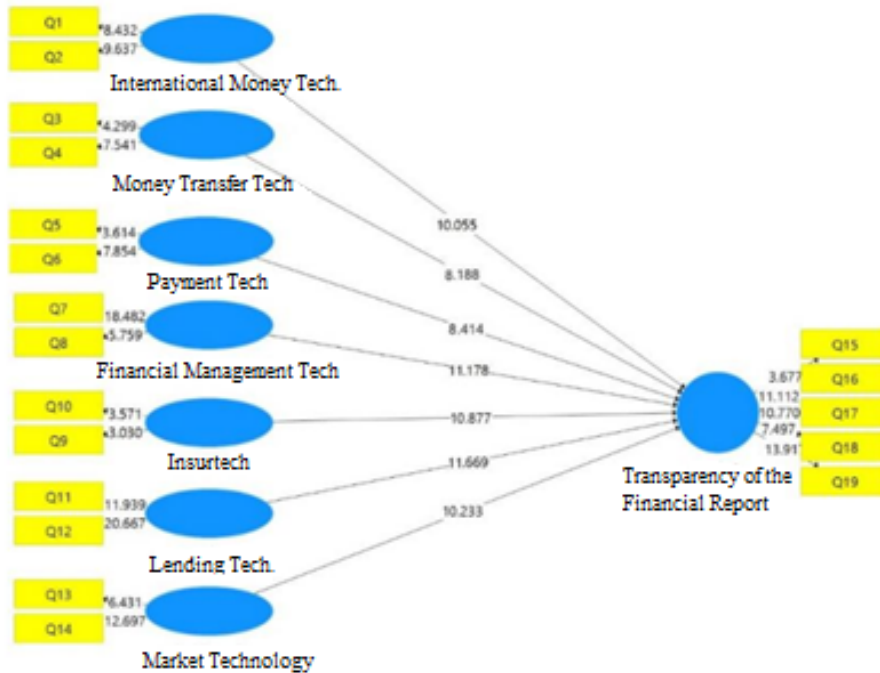 Q1
8.432
Q2
9.637
International Money Tech.
Q3
4.299
Q4
7.541
Money Transfer Tech
Q5
3.614
Q6
7.854
Payment Tech
Q7
18.482
Q8
5.759
Financial Management Tech
Q10
3.571
Q9
3.030
Insurtech
Q11
11.939
Q12
20.667
Lending Tech.
Q13
6.431
Q14
12.697
Market Technology
10.055
8.188
8.414
11.178
10.877
11.669
10.233
Q15
3.677
Q16
11.112
Q17
10.770
7.497
Q18
13.91
Q19
Transparency of the
Financial Report